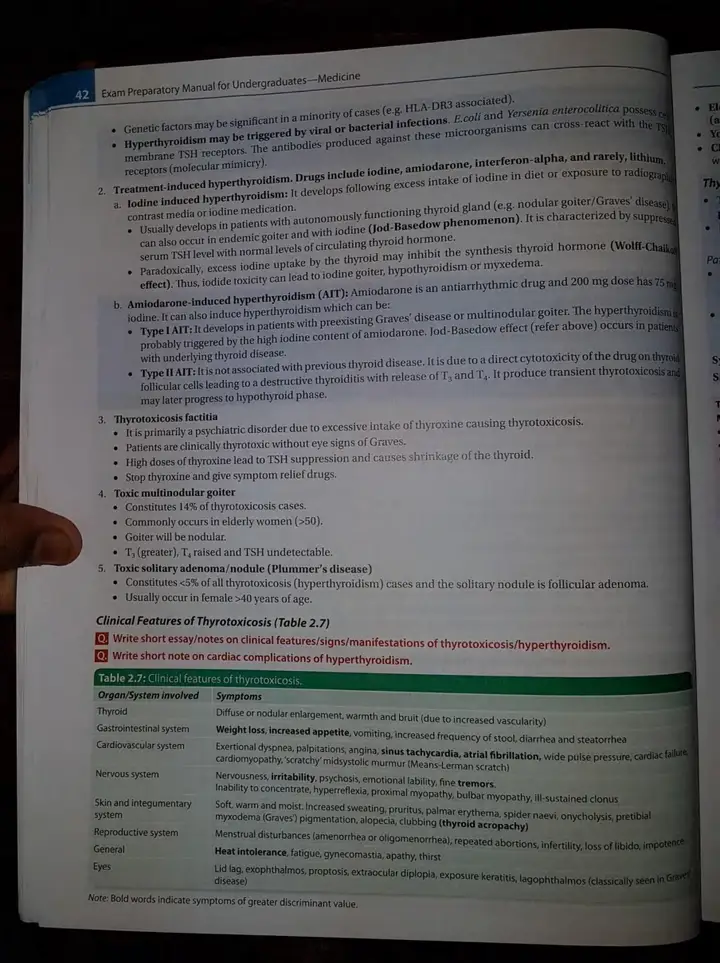 42 Exam Preparatory Manual for Undergraduates—Medicine
• Genetic factors may be significant in a minority of cases (e.g. HLA-DR3 associated).
• Hyperthyroidism may be triggered by viral or bacterial infections. E.coli and Yersenia enterocolitica possess
membrane TSH receptors. The antibodies produced against these microorganisms can cross-react with the
receptors (molecular mimicry).
2. Treatment-induced hyperthyroidism. Drugs include iodine, amiodarone, interferon-alpha, and rarely, lithium.
a. Iodine induced hyperthyroidism: It develops following excess intake of iodine in diet or exposure to
contrast media or iodine medication.
• Usually develops in patients with autonomously functioning thyroid gland (e.g. nodular goiter/Graves' disease)
can also occur in endemic goiter and with iodine (Jod-Basedow phenomenon). It is characterized by
serum TSH level with normal levels of circulating thyroid hormone.
• Paradoxically, excess iodine uptake by the thyroid may inhibit the synthesis thyroid hormone
effect). Thus, iodide toxicity can lead to iodine goiter, hypothyroidism or myxedema.
b. Amiodarone-induced hyperthyroidism (AIT): Amiodarone is an antiarrhythmic drug and 200 mg dose has 75
iodine. It can also induce hyperthyroidism which can be:
• Type I AIT: It develops in patients with preexisting Graves' disease or multinodular goiter. The hyperthyroidism
probably triggered by the high iodine content of amiodarone. Jod-Basedow effect (refer above) occurs in
with underlying thyroid disease.
• Type II AIT: It is not associated with previous thyroid disease. It is due to a direct cytotoxicity of the drug on thyroid
follicular cells leading to a destructive thyroiditis with release of T3 and T4. It produce transient thyrotoxicosis and
may later progress to hypothyroid phase.
3. Thyrotoxicosis factitia
• It is primarily a psychiatric disorder due to excessive intake of thyroxine causing thyrotoxicosis.
• Patients are clinically thyrotoxic without eye signs of Graves.
• High doses of thyroxine lead to TSH suppression and causes shrinkage of the thyroid.
• Stop thyroxine and give symptom relief drugs.
4. Toxic multinodular goiter
• Constitutes 14% of thyrotoxicosis cases.
• Commonly occurs in elderly women (>50).
• Goiter will be nodular.
• T3 (greater), T4 raised and TSH undetectable.
5. Toxic solitary adenoma/nodule (Plummer's disease)
• Constitutes <5% of all thyrotoxicosis (hyperthyroidism) cases and the solitary nodule is follicular adenoma.
• Usually occur in female >40 years of age.
Clinical Features of Thyrotoxicosis (Table 2.7)
Q. Write short essay/notes on clinical features/signs/manifestations of thyrotoxicosis/hyperthyroidism.
Q. Write short note on cardiac complications of hyperthyroidism.
Table 2.7: Clinical features of thyrotoxicosis.
Organ/System involved Symptoms
Thyroid Diffuse or nodular enlargement, warmth and bruit (due to increased vascularity)
Gastrointestinal system Weight loss, increased appetite, vomiting, increased frequency of stool, diarrhea and steatorrhea
Cardiovascular system Exertional dyspnea, palpitations, angina, sinus tachycardia, atrial fibrillation, wide pulse pressure, cardiac failure,
cardiomyopathy, 'scratchy' midsystolic murmur (Means-Lerman scratch)
Nervous system Nervousness, irritability, psychosis, emotional lability, fine tremors.
Inability to concentrate, hyperreflexia, proximal myopathy, bulbar myopathy, ill-sustained clonus
Skin and integumentary system Soft, warm and moist. Increased sweating, pruritus, palmar erythema, spider naevi, onycholysis, pretibial
myxodema (Graves') pigmentation, alopecia, clubbing (thyroid acropachy)
Reproductive system Menstrual disturbances (amenorrhea or oligomenorrhea), repeated abortions, infertility, loss of libido, impotence
General Heat intolerance, fatigue, gynecomastia, apathy, thirst
Eyes Lid lag, exophthalmos, proptosis, extraocular diplopia, exposure keratitis, lagophthalmos (classically seen in Graves'
disease)
Note: Bold words indicate symptoms of greater discriminant value.